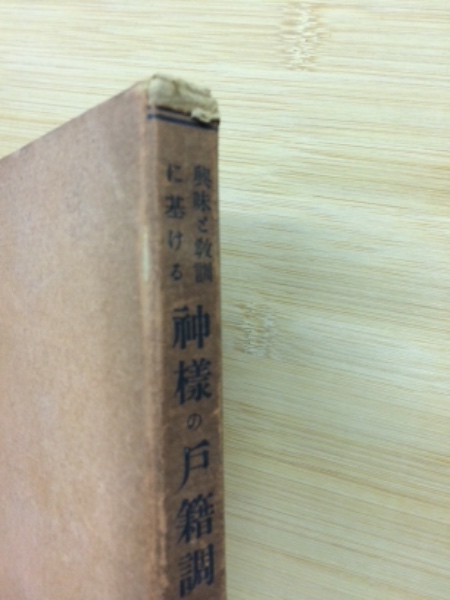 興味と教訓
に基ける
神様の戸籍調